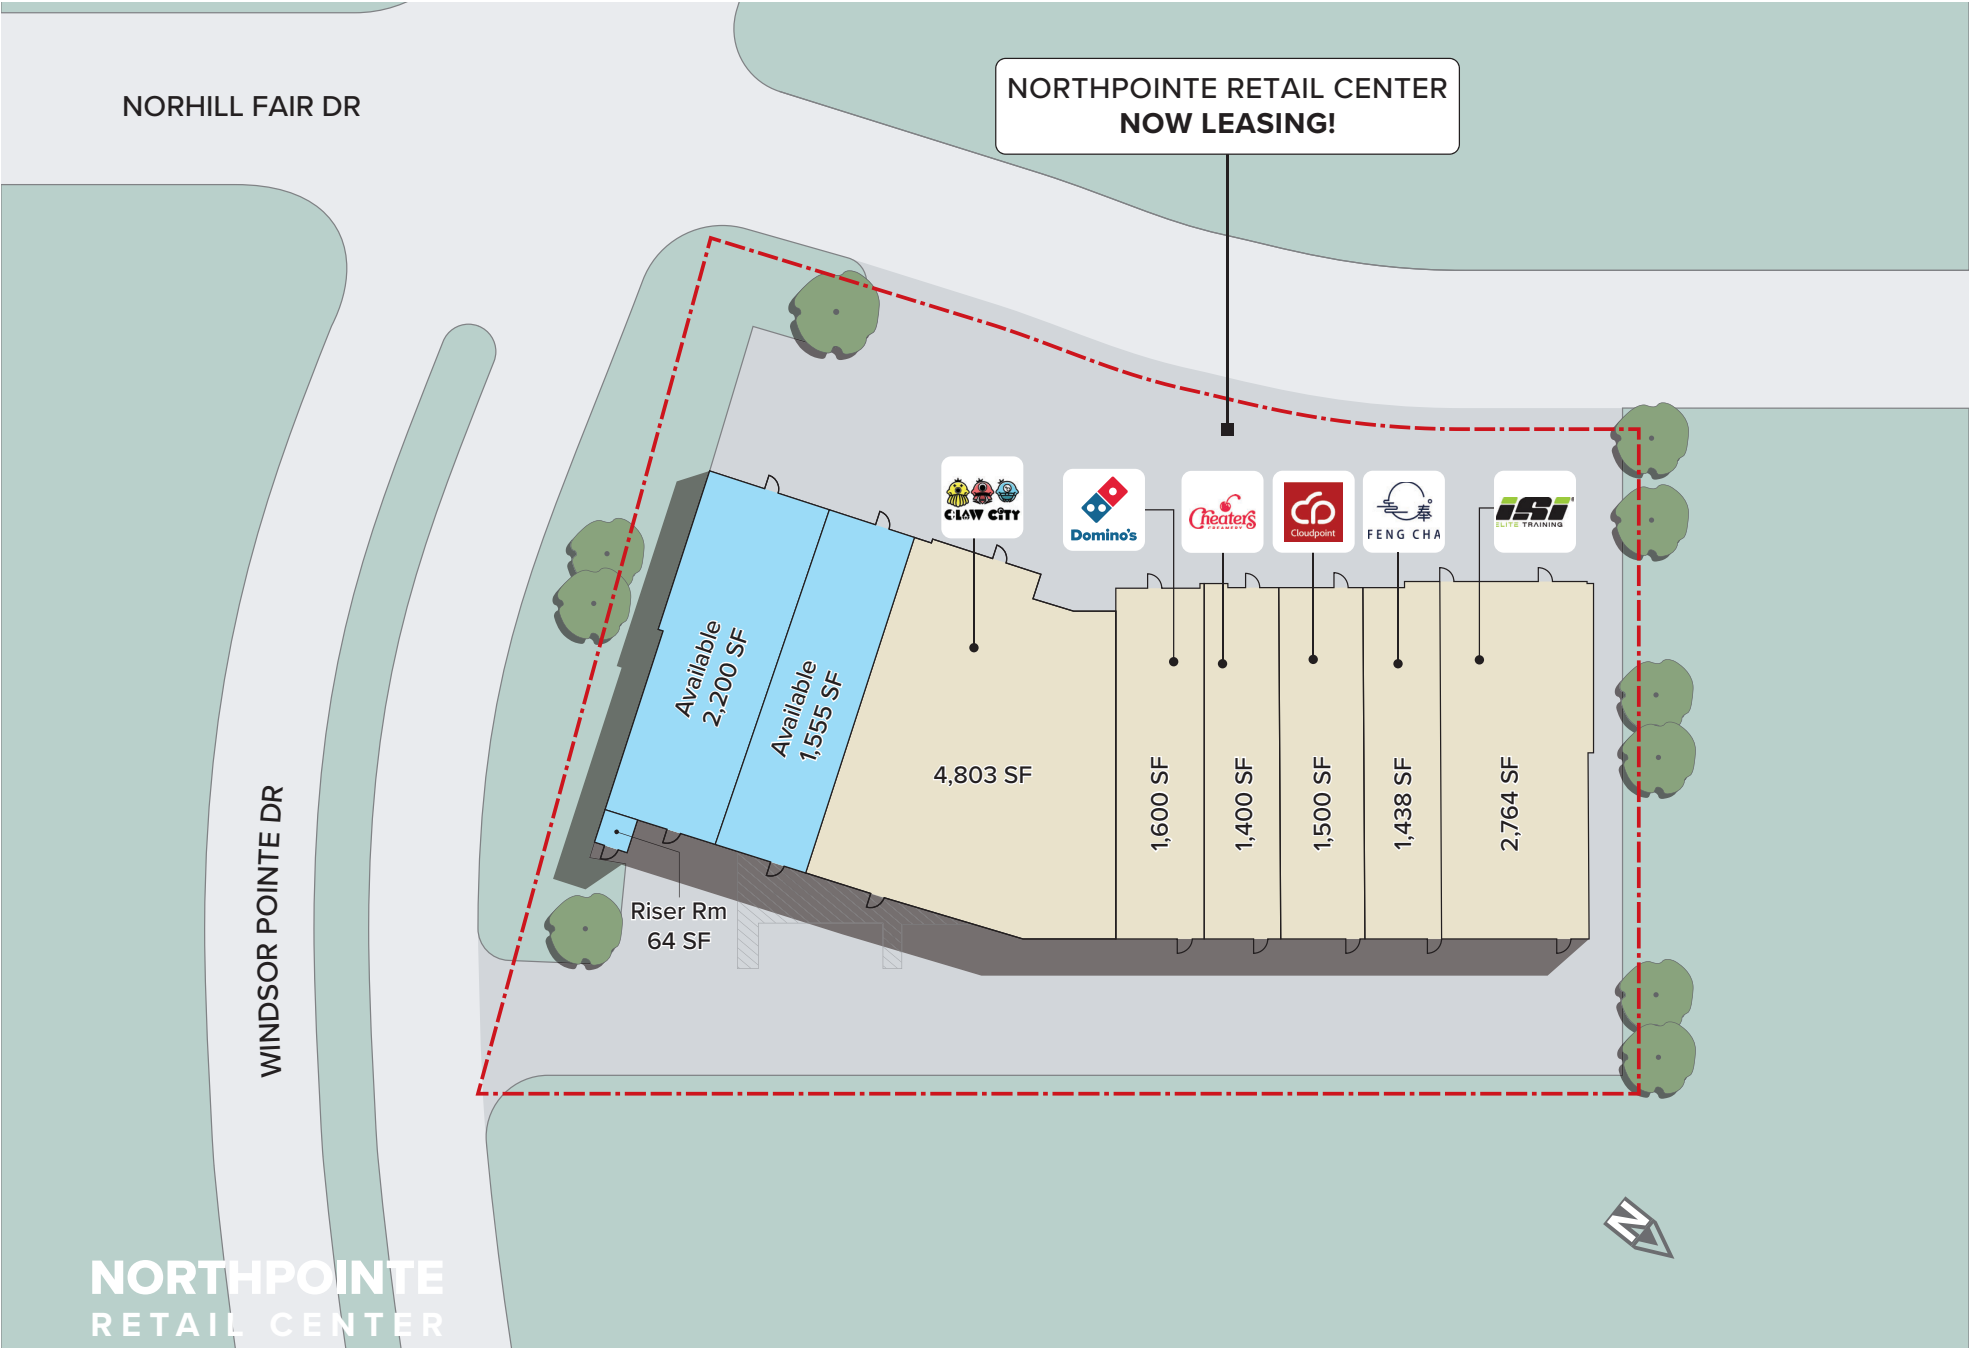 NORHILL FAIR DR
NORTHPOINTE RETAIL CENTER
NOW LEASING!
CLAW CITY
Domino's
Cheaters
CREAMERY
Cloudpoint
奉
FENG CHA
iSi
ELITE TRAINING
Available
2,200 SF
Available
1,555 SF
4,803 SF
1,600 SF
1,400 SF
1,500 SF
1,438 SF
2,764 SF
Riser Rm
64 SF
WINDSOR POINTE DR
N
NORTHPOINTE
RETAIL CENTER